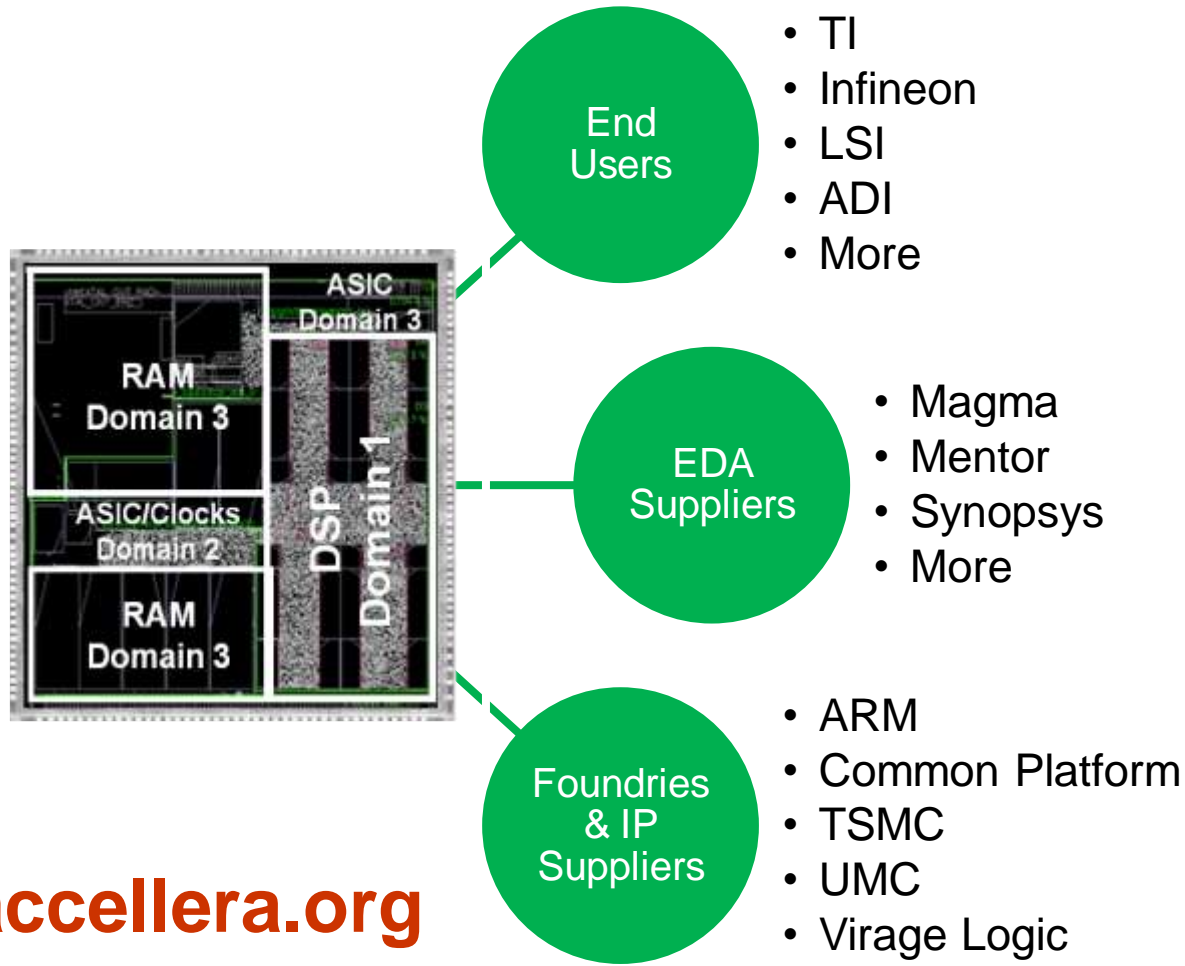 End
Users
• TI
• Infineon
• LSI
• ADI
• More
ASIC
Domain 3
RAM
Domain 3
ASIC/Clocks
Domain 2
RAM
Domain 3
DSP
Domain 1
EDA
Suppliers
• Magma
• Mentor
• Synopsys
• More
Foundries
& IP
Suppliers
• ARM
• Common Platform
• TSMC
• UMC
• Virage Logic
accellera.org